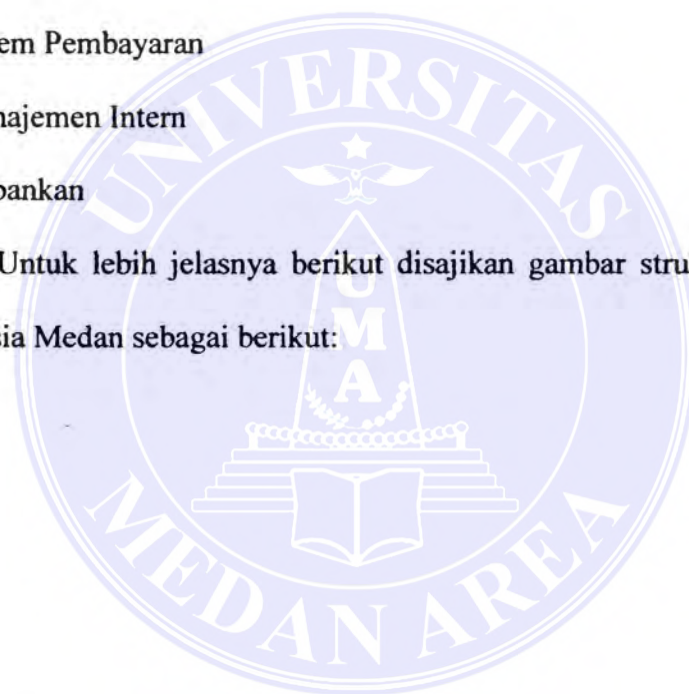 em Pembayaran
najemen Intern
bankan
Untuk lebih jelasnya berikut disajikan gambar stru
sia Medan sebagai berikut:
UNIVERSITAS
UMA
MEDAN AREA